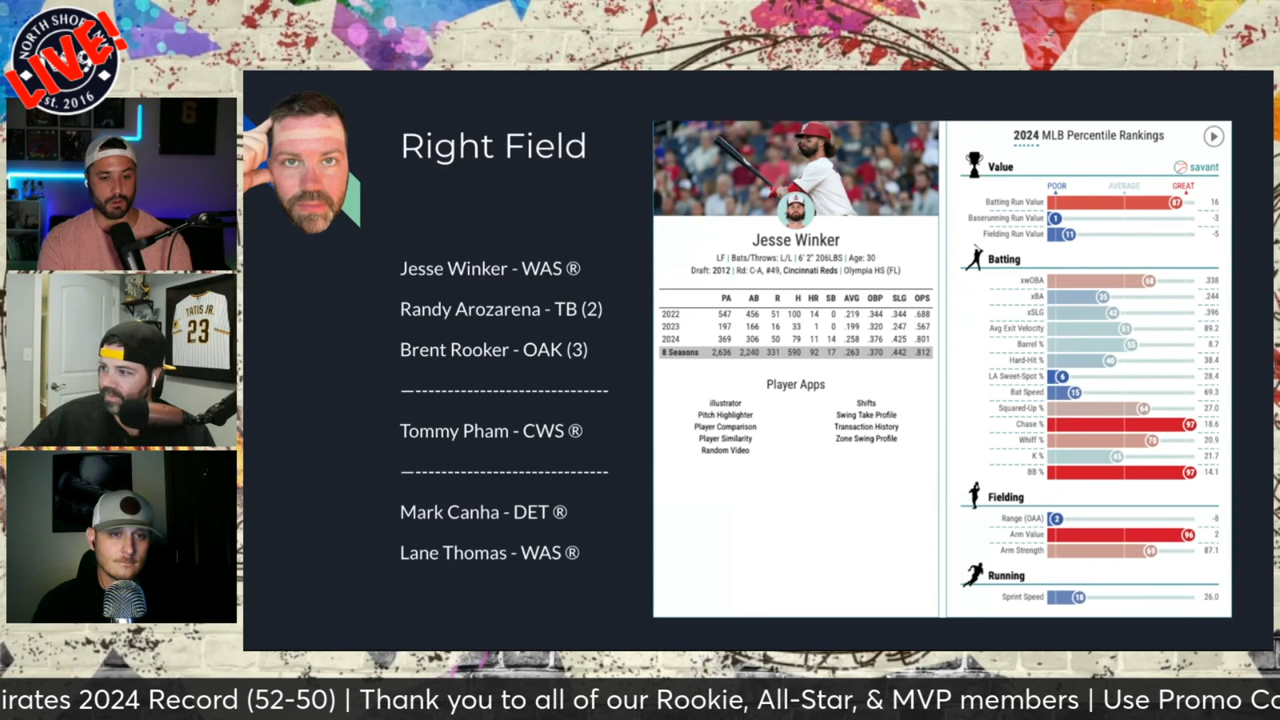 NORTH SHORE
LIVE!
est. 2016
6
TATIS JR.
23
Right Field
Jesse Winker - WAS ®
Randy Arozarena - TB (2)
Brent Rooker - OAK (3)
—------------------------------
Tommy Pham - CWS ®
—------------------------------
Mark Canha - DET ®
Lane Thomas - WAS ®
Jesse Winker
LF | Bats/Throws: L/L | 6' 2" 206LBS | Age: 30
Draft: 2012 | Rd: C-A, #49, Cincinnati Reds | Olympia HS (FL)
PA AB R H HR SB AVG OBP SLG OPS
2022 547 456 51 100 14 0 .219 .344 .344 .688
2023 197 166 16 33 1 0 .199 .320 .247 .567
2024 369 306 50 79 11 14 .258 .376 .425 .801
8 Seasons 2,636 2,240 331 590 92 17 .263 .370 .442 .812
Player Apps
illustrator Shifts
Pitch Highlighter Swing Take Profile
Player Comparison Transaction History
Player Similarity Zone Swing Profile
Random Video
2024 MLB Percentile Rankings
Value savant
POOR AVERAGE GREAT
Batting Run Value 87 16
Baserunning Run Value 1 -3
Fielding Run Value 11 -5
Batting
xwOBA 68 .338
xBA 35 .244
xSLG 42 .396
Avg Exit Velocity 51 89.2
Barrel % 55 8.7
Hard-Hit % 40 38.4
LA Sweet-Spot % 6 28.4
Bat Speed 15 69.3
Squared-Up % 64 27.0
Chase % 97 18.6
Whiff % 70 20.9
K % 45 21.7
BB % 97 14.1
Fielding
Range (OAA) 2 -8
Arm Value 96 2
Arm Strength 69 87.1
Running
Sprint Speed 18 26.0
irates 2024 Record (52-50) | Thank you to all of our Rookie, All-Star, & MVP members | Use Promo Co